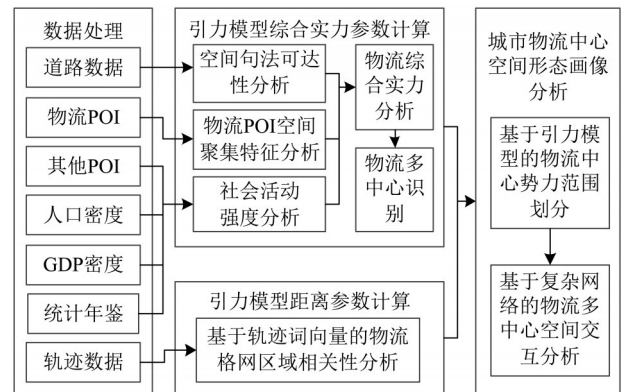 数据处理
道路数据
物流POI
其他POI
人口密度
GDP密度
统计年鉴
轨迹数据
引力模型综合实力参数计算
空间句法可达
性分析
物流POI空间
聚集特征分析
社会活动
强度分析
物流综
合实力
分析
物流多
中心识
别
引力模型距离参数计算
基于轨迹词向量的物流
格网区域相关性分析
城市物流中心
空间形态画像
分析
基于引力模
型的物流中
心势力范围
划分
基于复杂网
络的物流多
中心空间交
互分析